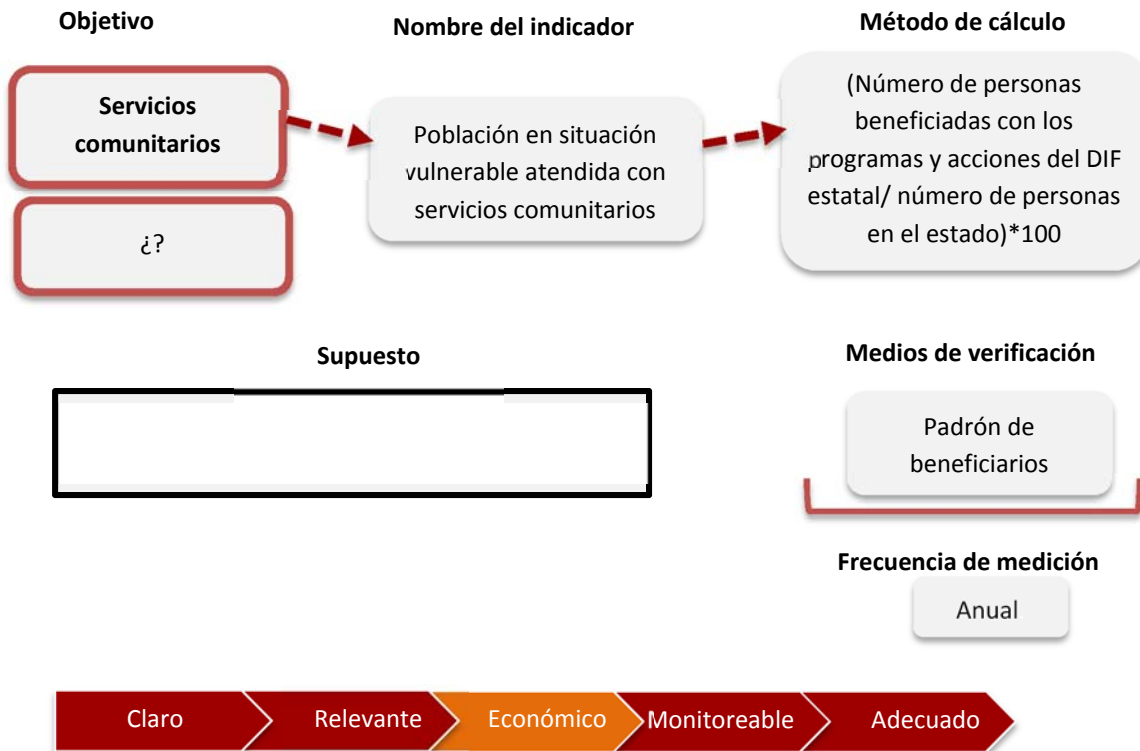 Objetivo
Nombre del indicador
Método de cálculo
Servicios
comunitarios
¿?
Población en situación
vulnerable atendida con
servicios comunitarios
(Número de personas
beneficiadas con los
programas y acciones del DIF
estatal/ número de personas
en el estado)*100
Supuesto
Medios de verificación
Padrón de
beneficiarios
Frecuencia de medición
Anual
Claro
Relevante
Económico
Monitoreable
Adecuado